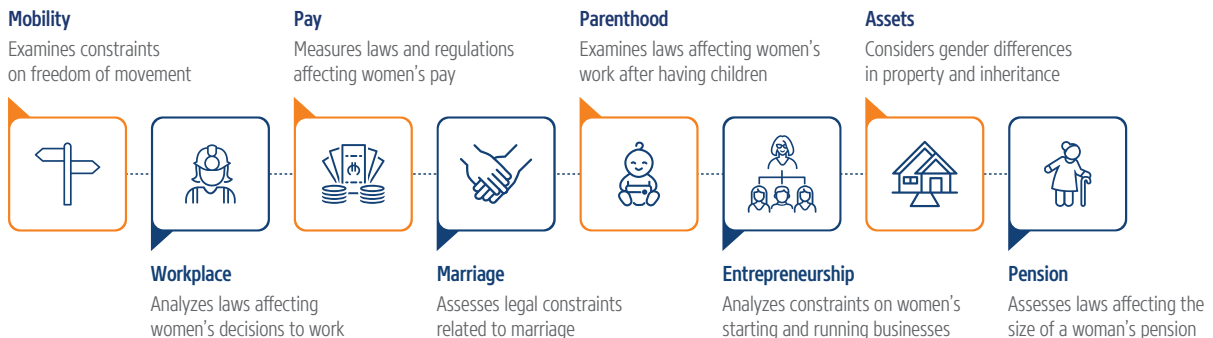 Mobility
Examines constraints
on freedom of movement
Pay
Measures laws and regulations
affecting women's pay
Parenthood
Examines laws affecting women's
work after having children
Assets
Considers gender differences
in property and inheritance
Workplace
Analyzes laws affecting
women's decisions to work
Marriage
Assesses legal constraints
related to marriage
Entrepreneurship
Analyzes constraints on women's
starting and running businesses
Pension
Assesses laws affecting the
size of a woman's pension